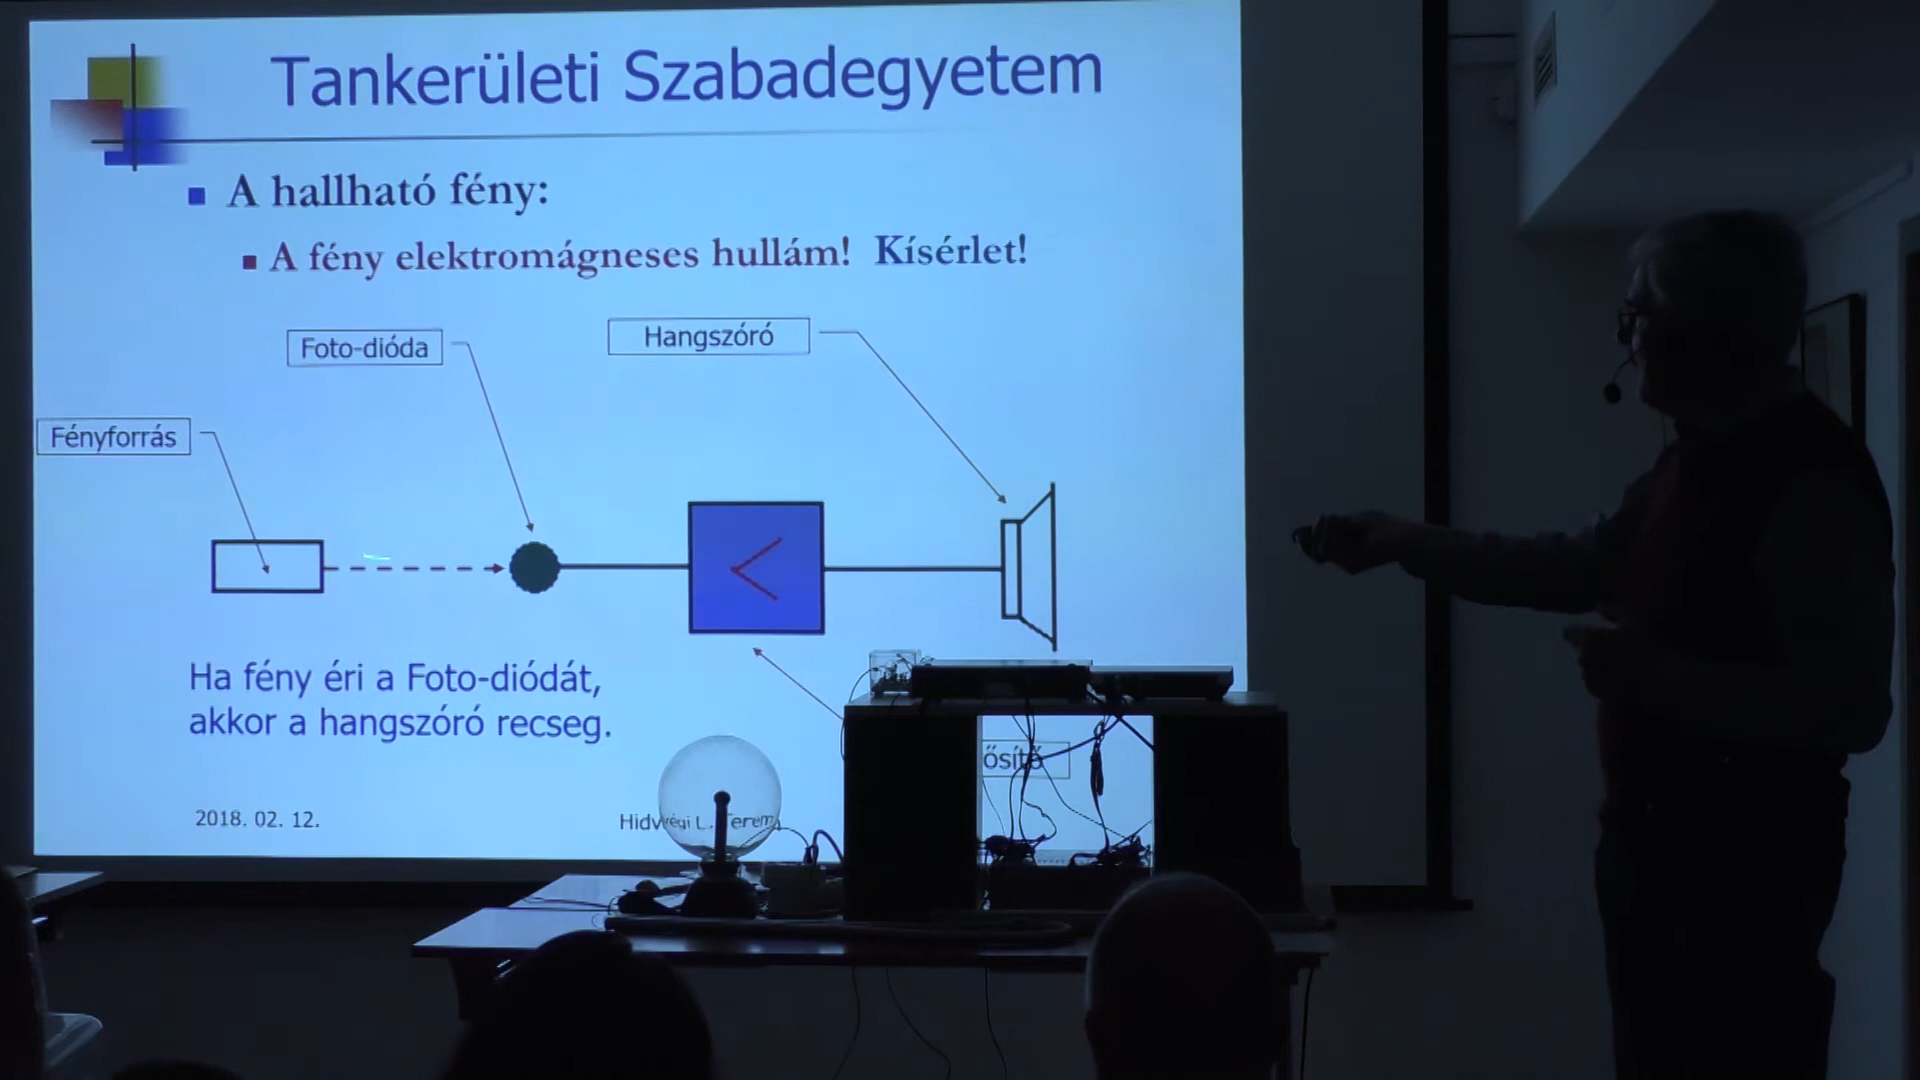 Tankerületi Szabadegyetem
A hallható fény:
A fény elektromágneses hullám! Kísérlet!
Foto-dióda
Hangszóró
Fényforrás
Ha fény éri a Foto-diódát,
akkor a hangszóró recseg.
ősítő
2018. 02. 12.